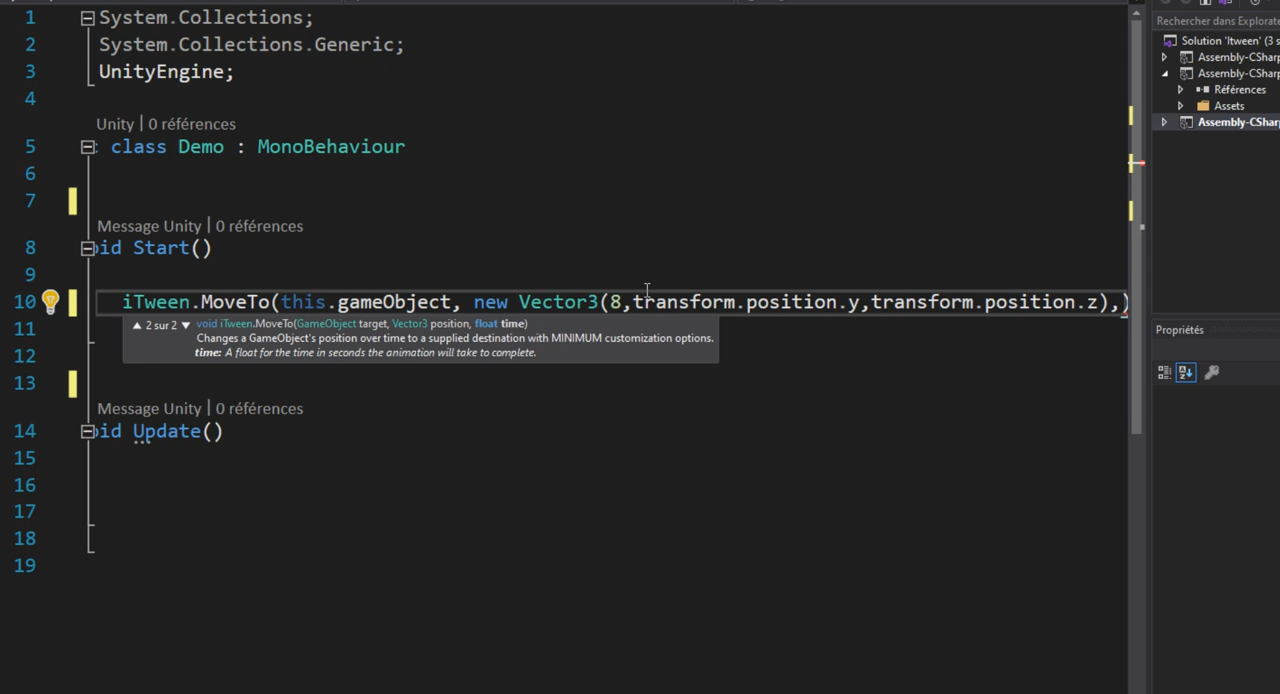 1 System.Collections;
2 System.Collections.Generic;
3 UnityEngine;
4
Unity | 0 références
5 : class Demo : MonoBehaviour
6
7
Message Unity | 0 références
8 oid Start()
9
10 iTween.MoveTo(this.gameObject, new Vector3(8,transform.position.y,transform.position.z),)
11
▲ 2 sur 2 ▼ void iTween.MoveTo(GameObject target, Vector3 position, float time)
Changes a GameObject's position over time to a supplied destination with MINIMUM customization options.
time: A float for the time in seconds the animation will take to complete.
12
13
Message Unity | 0 références
14 oid Update()
15
16
17
18
19
Rechercher dans Explorate
Solution 'Itween' (3 s
Assembly-CSharp
Assembly-CSharp
Références
Assets
Assembly-CShar
Propriétés